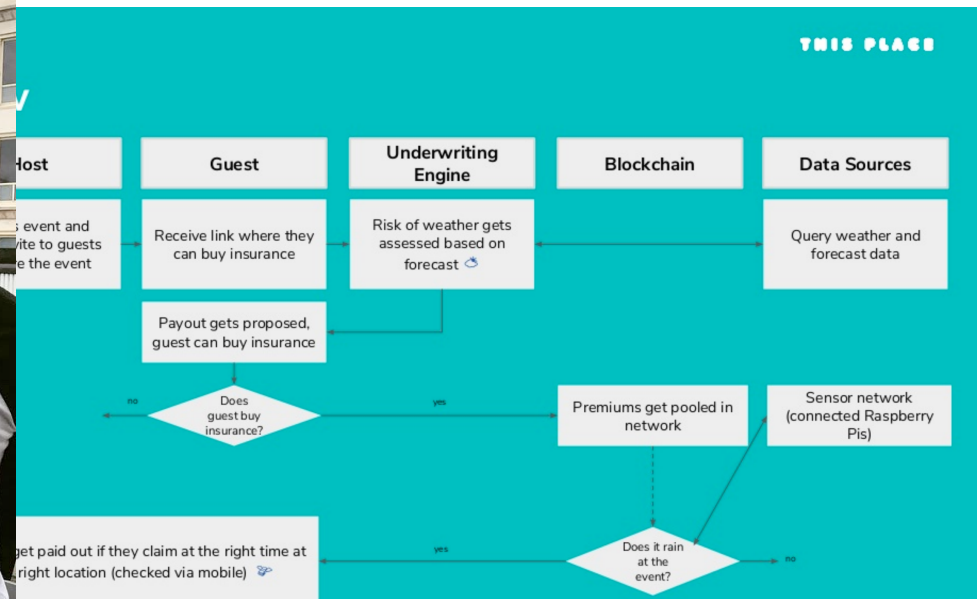 THIS PLACE
Host
Guest
Underwriting
Engine
Blockchain
Data Sources
event and
to guests
the event
Receive link where they
can buy insurance
Risk of weather gets
assessed based on
forecast
Query weather and
forecast data
Payout gets proposed,
guest can buy insurance
no
Does
guest buy
insurance?
yes
Premiums get pooled in
network
Sensor network
(connected Raspberry
Pis)
get paid out if they claim at the right time at
right location (checked via mobile)
yes
Does it rain
at the
event?
no